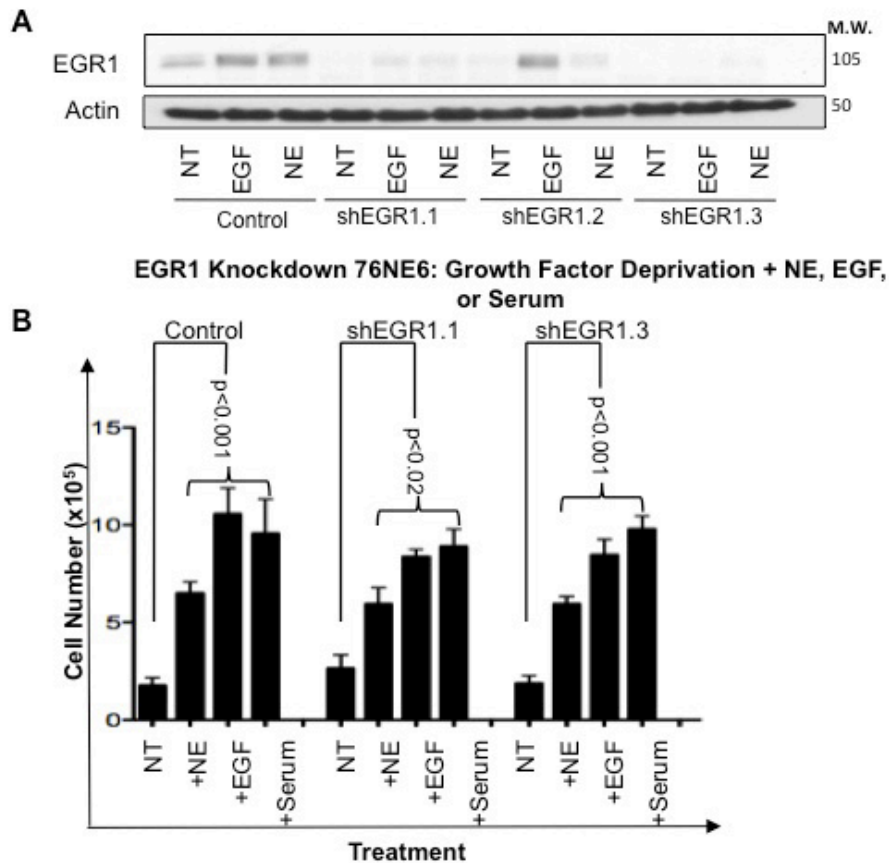 A
M.W.
EGR1
105
Actin
50
NT EGF NE NT EGF NE NT EGF NE NT EGF NE
Control shEGR1.1 shEGR1.2 shEGR1.3
EGR1 Knockdown 76NE6: Growth Factor Deprivation + NE, EGF,
or Serum
B
Control shEGR1.1 shEGR1.3
p<0.001 p<0.02 p<0.001
15
10
5
0
Cell Number (x10⁵)
NT +NE +EGF +Serum NT +NE +EGF +Serum NT +NE +EGF +Serum
Treatment